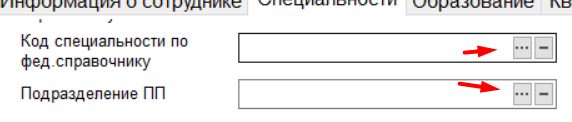 Информация о сотруднике Специальности Образование Кв
Код специальности по
фед.справочнику
Подразделение ПП